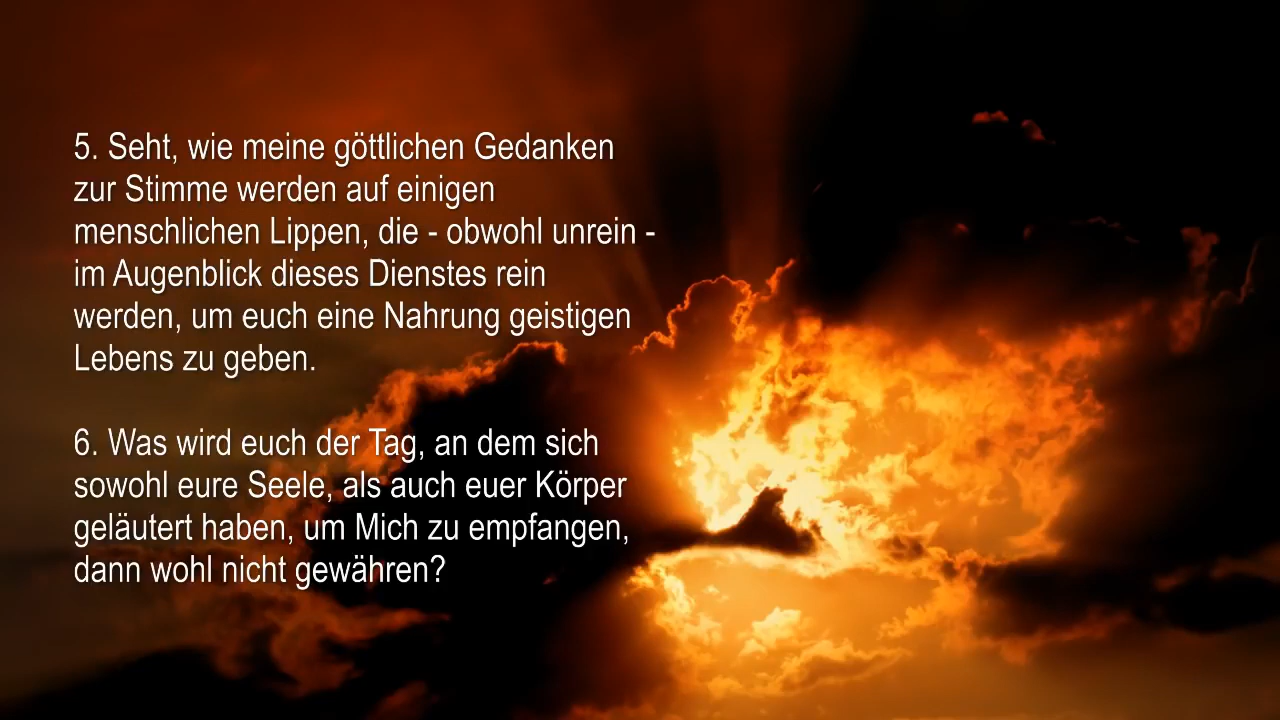 5. Seht, wie meine göttlichen Gedanken
zur Stimme werden auf einigen
menschlichen Lippen, die - obwohl unrein -
im Augenblick dieses Dienstes rein
werden, um euch eine Nahrung geistigen
Lebens zu geben.
6. Was wird euch der Tag, an dem sich
sowohl eure Seele, als auch euer Körper
geläutert haben, um Mich zu empfangen,
dann wohl nicht gewähren?